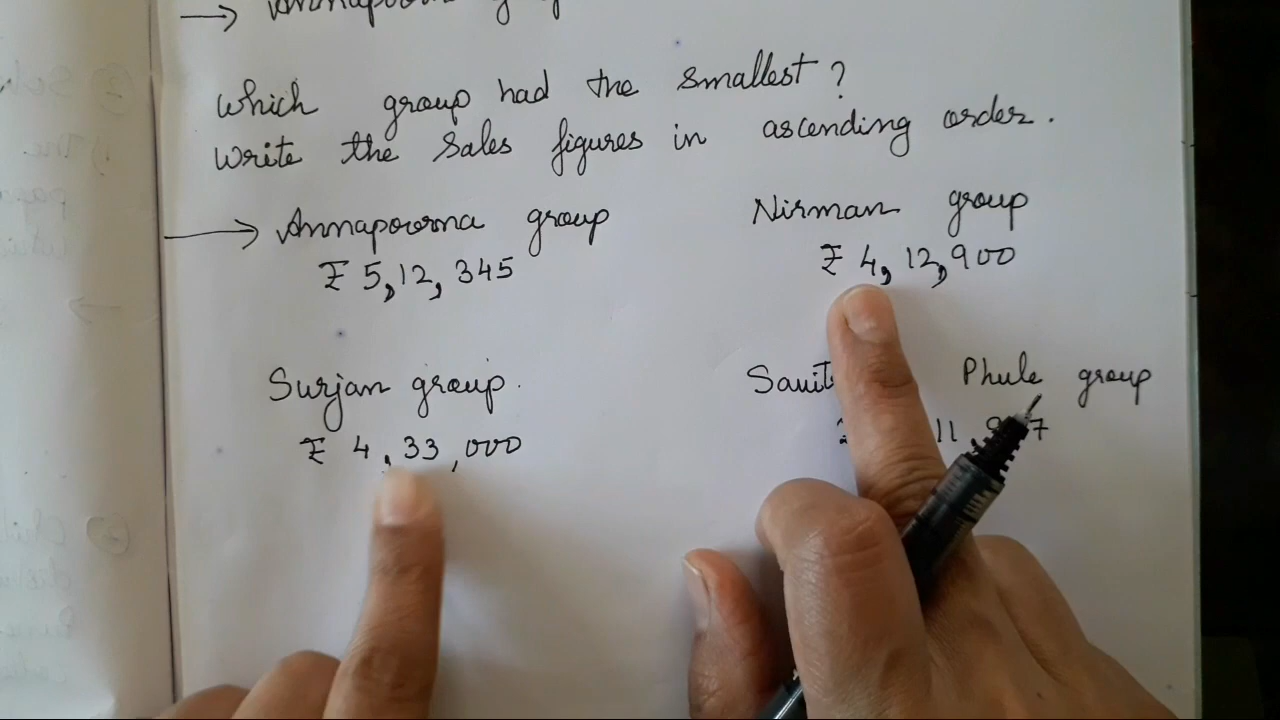 →
Which group had the smallest?
Write the Sales figures in ascending order.
→ Annapoorna group
₹ 5,12,345
Nirman group
₹ 4,12,900
Surjan group.
₹ 4,33,000
Phule group
11